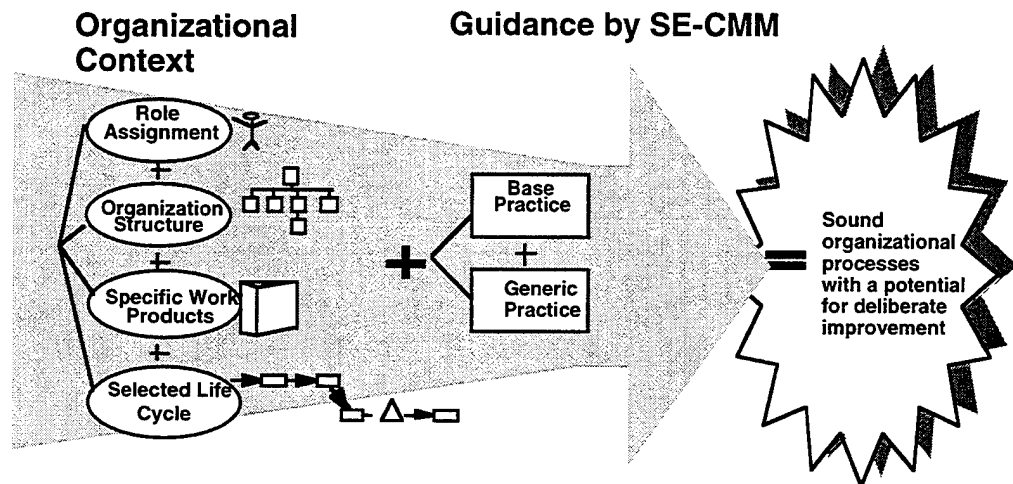 Organizational
Context
Guidance by SE-CMM
Role
Assignment
+
Organization
Structure
+
Specific Work
Products
+
Selected Life
Cycle
+
Base
Practice
+
Generic
Practice
=
Sound
organizational
processes
with a potential
for deliberate
improvement